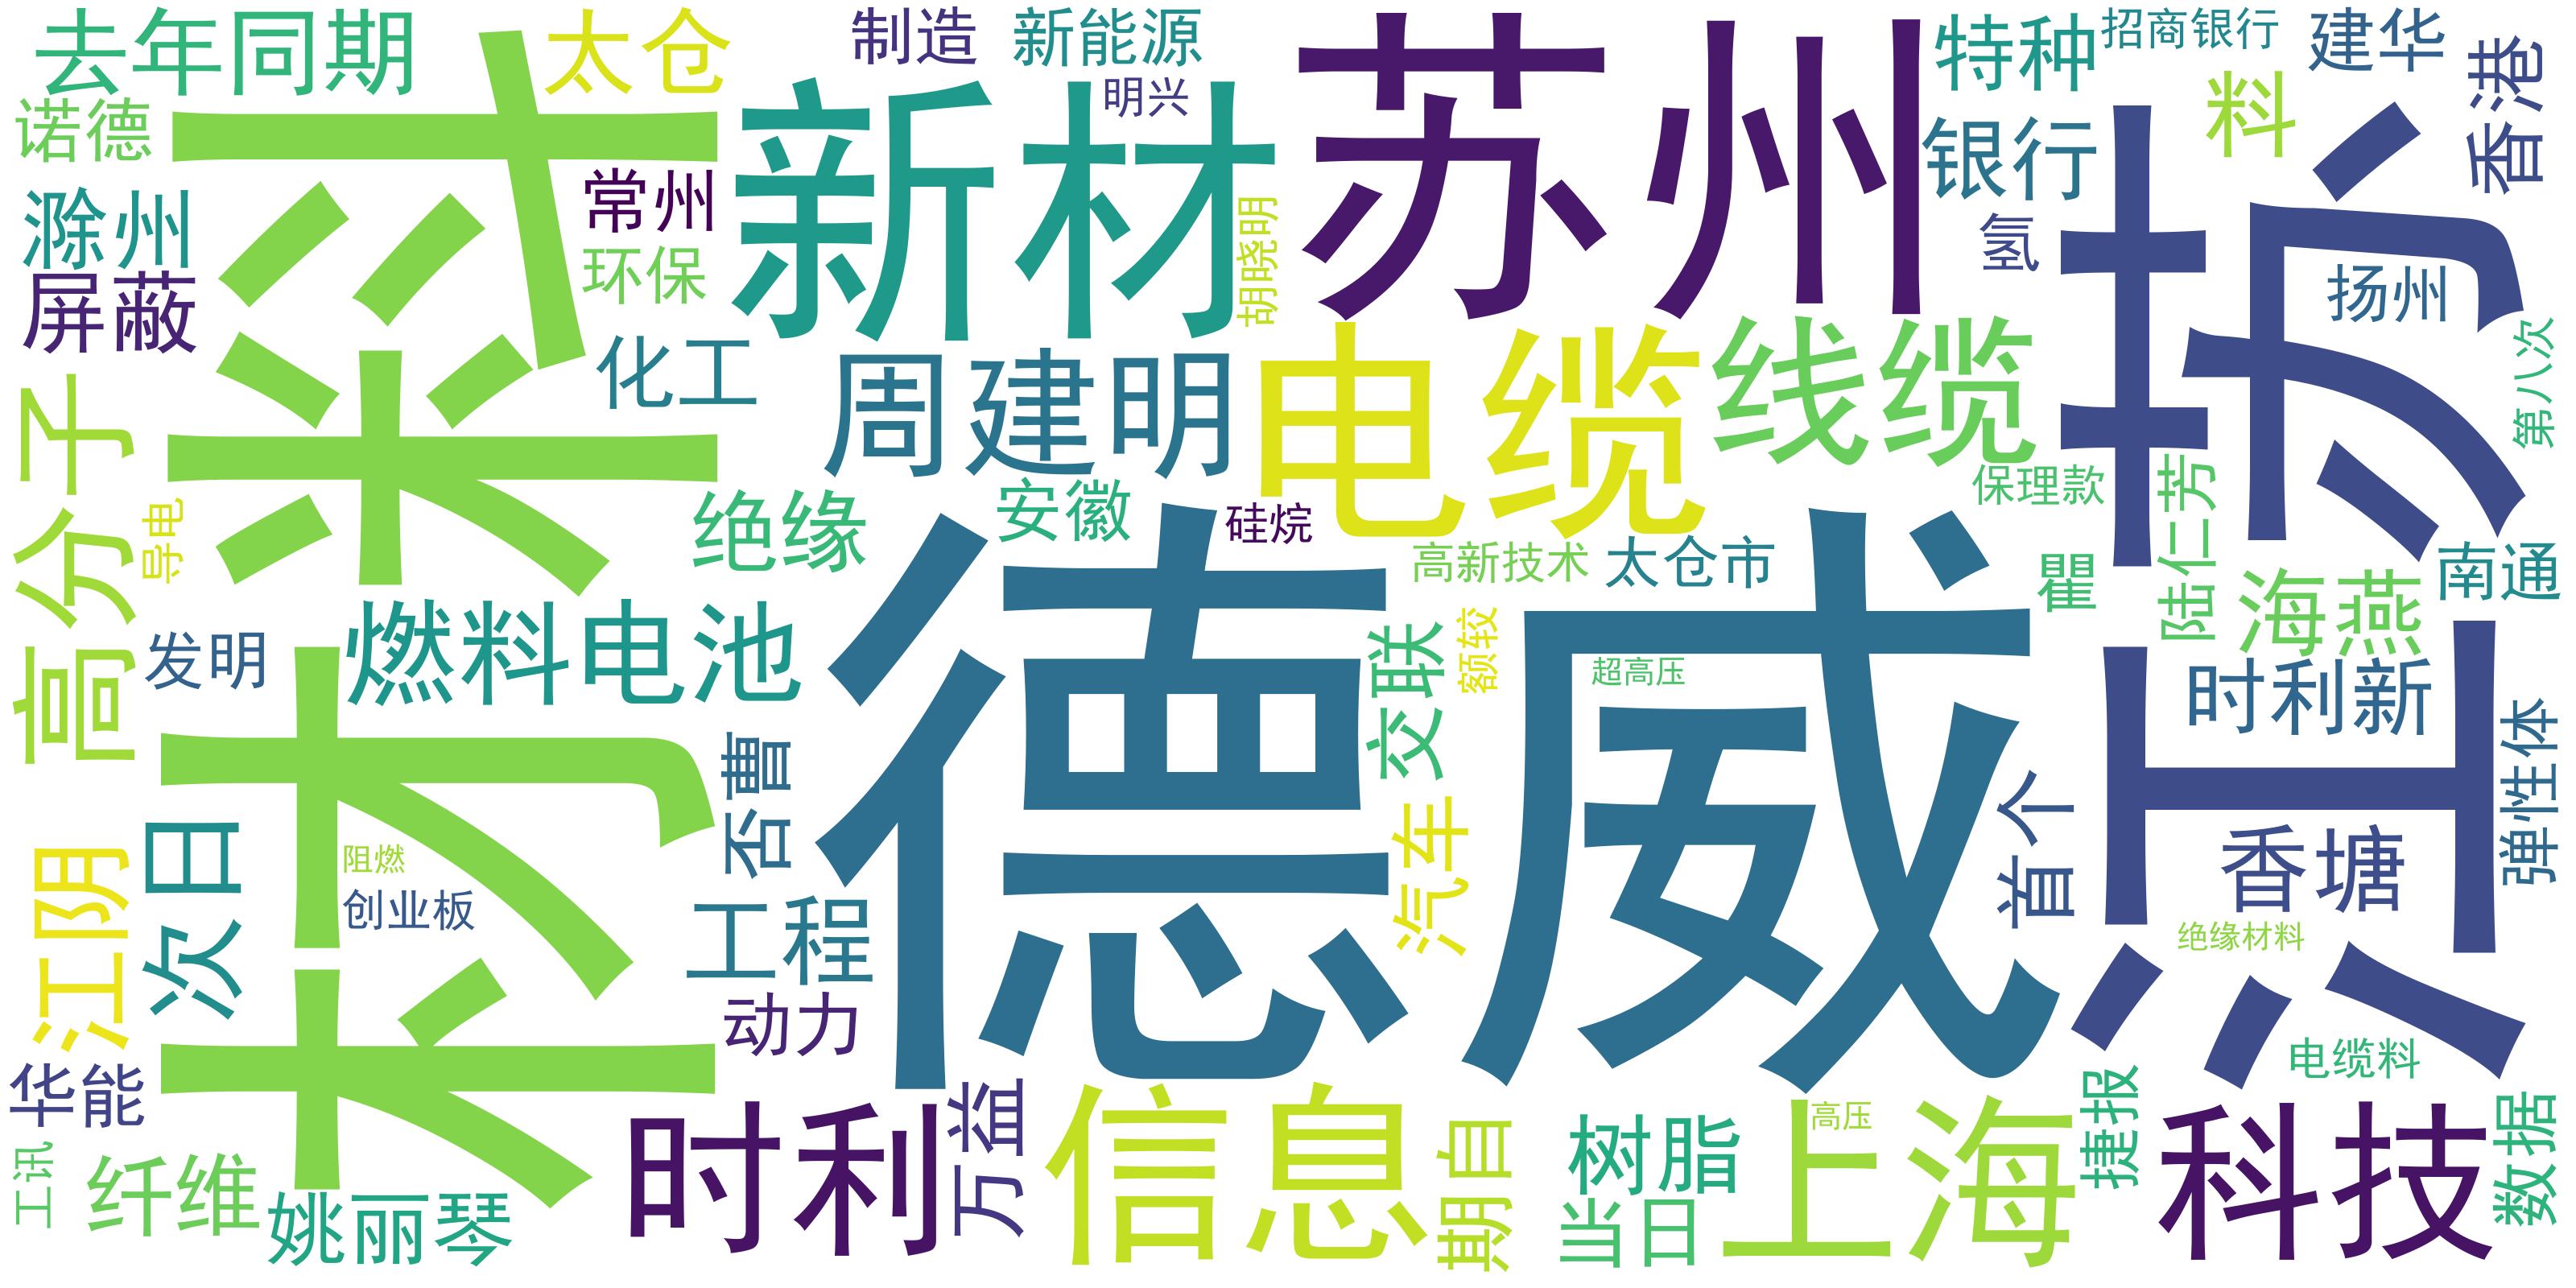 去年同期
太仓
制造
新能源
明兴
苏州
特种
招商银行
建华
香港
诺德
材料
新材
银行
料
滁州
常州
胡晓明
氢
江苏
扬州
屏蔽
环保
化工
周建明
电缆
线缆
第八次
高分子
导电
绝缘
安徽
硅烷
保理款
陆仁芳
高新技术
太仓市
瞿
海燕
南通
德威
燃料电池
发明
交联
额较
超高压
时利新
弹性体
否曹
汽车
首个
江阴
次日
阻燃
创业板
工程
香塘
绝缘材料
动力
华能
万益
电缆料
时利
信息
期自
树脂
高压
上海
捷报
科技
数据
工讯
纤维
姚丽琴
当日